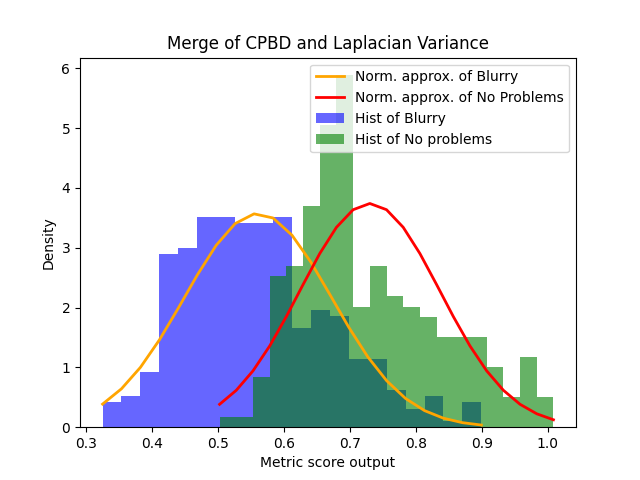 Merge of CPBD and Laplacian Variance
Norm. approx. of Blurry
Norm. approx. of No Problems
Hist of Blurry
Hist of No problems
Density
6
5
4
3
2
1
0
0.3 0.4 0.5 0.6 0.7 0.8 0.9 1.0
Metric score output